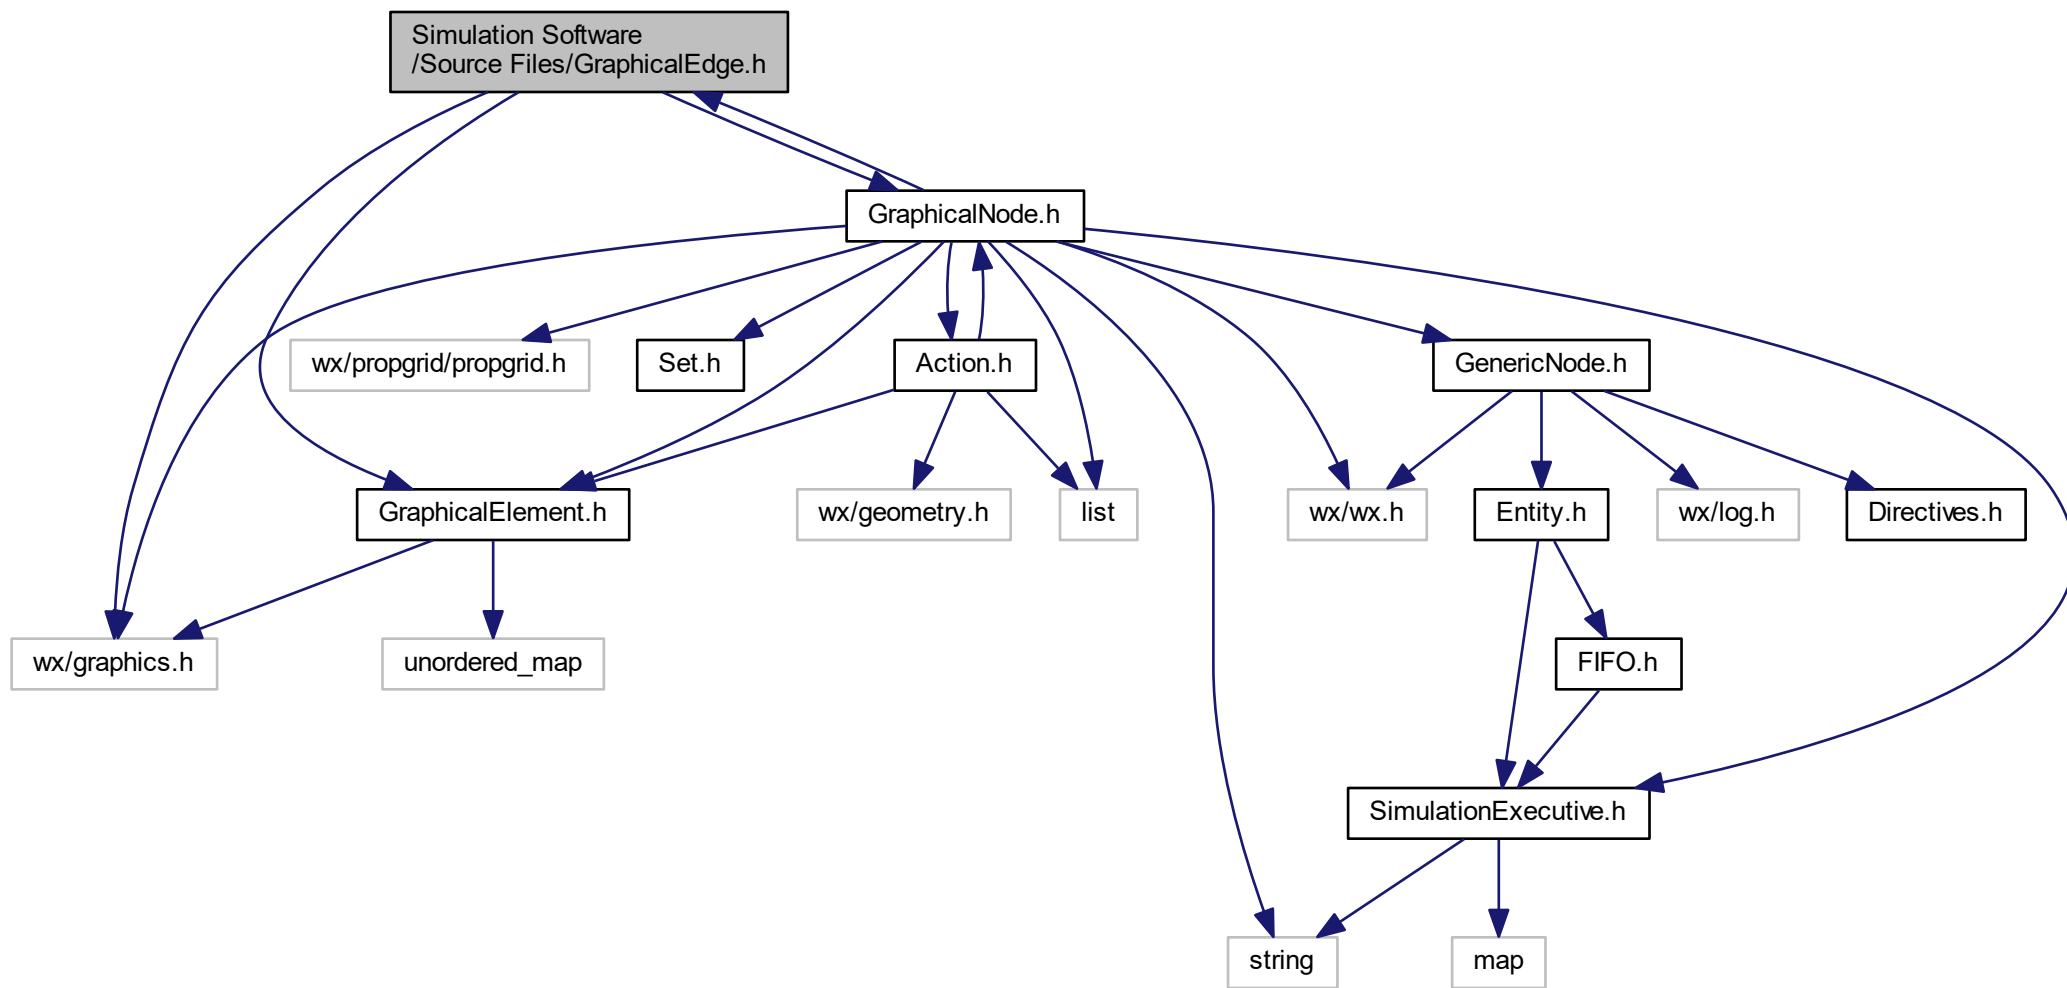 Simulation Software
/Source Files/GraphicalEdge.h
GraphicalNode.h
wx/propgrid/propgrid.h
Set.h
Action.h
GenericNode.h
GraphicalElement.h
wx/geometry.h
list
wx/wx.h
Entity.h
wx/log.h
Directives.h
wx/graphics.h
unordered_map
FIFO.h
SimulationExecutive.h
string
map